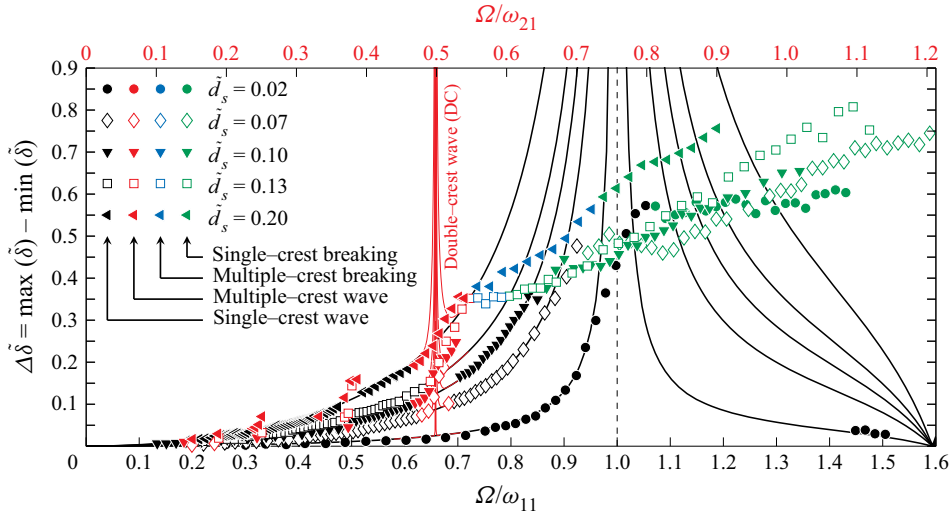 Ω/ω21
0 0.1 0.2 0.3 0.4 0.5 0.6 0.7 0.8 0.9 1.0 1.1 1.2
0.9
0.8
0.7
0.6
0.5
0.4
0.3
0.2
0.1
0
Δδ̃ = max (δ̃) – min (δ̃)
d̃s = 0.02
d̃s = 0.07
d̃s = 0.10
d̃s = 0.13
d̃s = 0.20
Single–crest breaking
Multiple–crest breaking
Multiple–crest wave
Single–crest wave
Double–crest wave (DC)
0.1 0.2 0.3 0.4 0.5 0.6 0.7 0.8 0.9 1.0 1.1 1.2 1.3 1.4 1.5 1.6
Ω/ω11